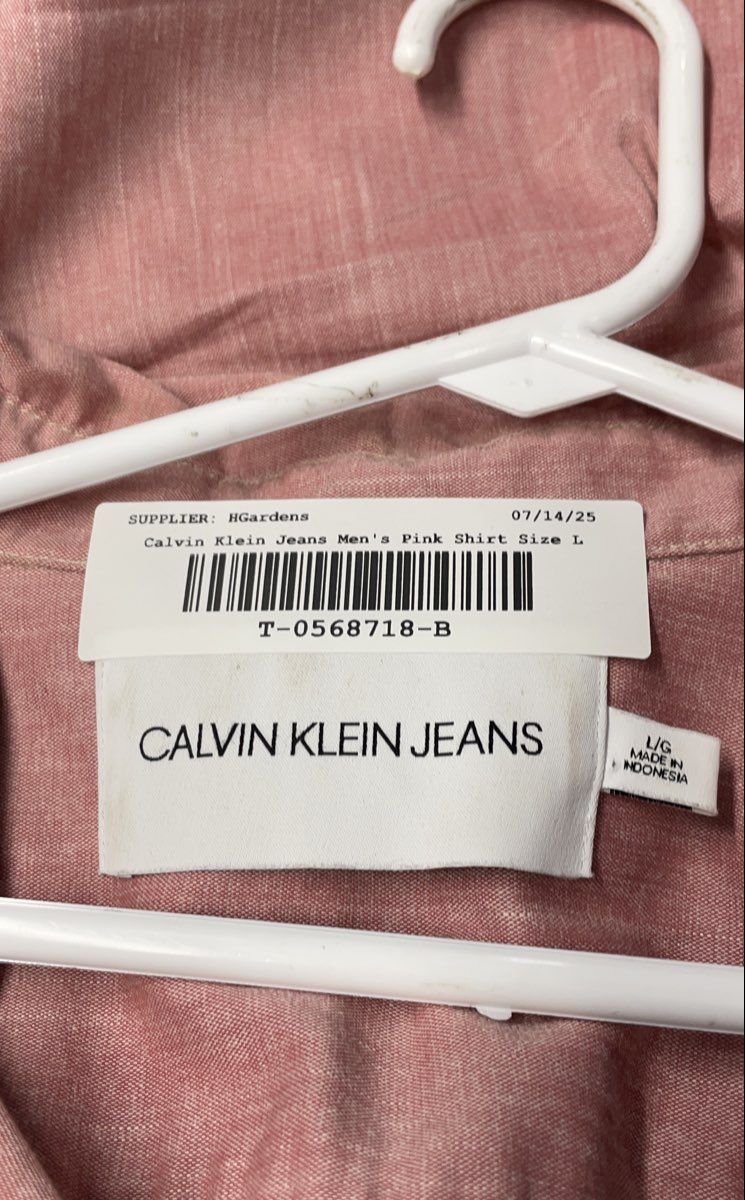 SUPPLIER: HGardens 07/14/25
Calvin Klein Jeans Men's Pink Shirt Size L
T-0568718-B
CALVIN KLEIN JEANS
L/G
MADE IN
INDONESIA